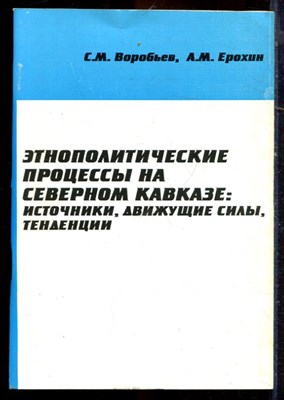 С.М. Воробьев, А.М. Ерохин
ЭТНОПОЛИТИЧЕСКИЕ
ПРОЦЕССЫ НА
СЕВЕРНОМ КАВКАЗЕ:
ИСТОЧНИКИ, ДВИЖУЩИЕ СИЛЫ,
ТЕНДЕНЦИИ